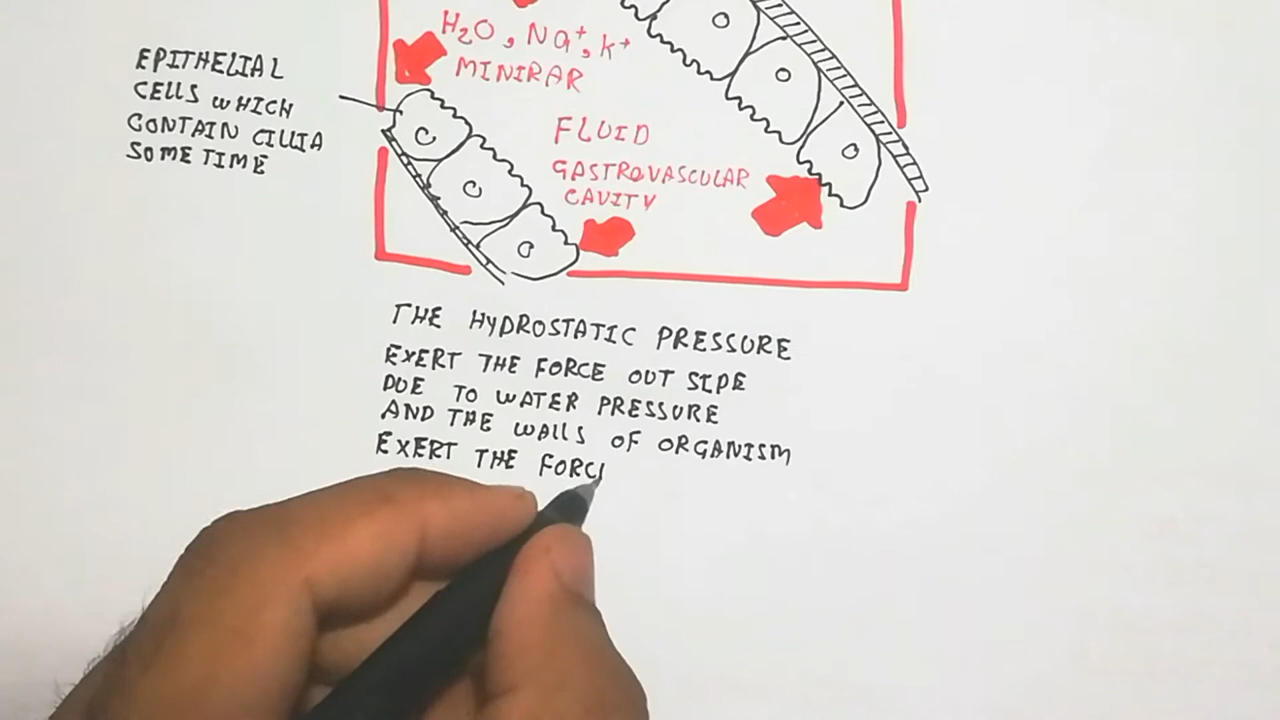 H₂O, Na⁺, K⁺
MINIRAR
EPITHELIAL
CELLS WHICH
CONTAIN CILLIA
SOME TIME
FLUID
GASTROVASCULAR
CAVITY
THE HYDROSTATIC PRESSURE
EXERT THE FORCE OUT SIDE
DUE TO WATER PRESSURE
AND THE WALLS OF ORGANISM
EXERT THE FORC